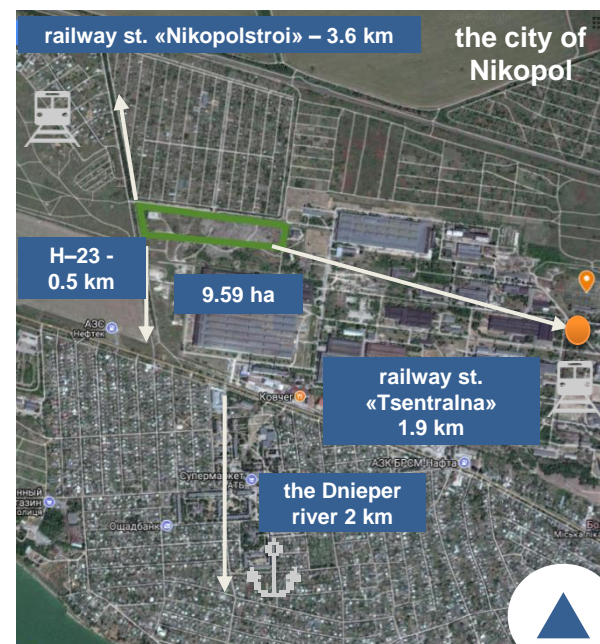 railway st. «Nikopolstroi» – 3.6 km
the city of
Nikopol
H–23 -
0.5 km
9.59 ha
АЗС
Нефтек
railway st.
«Tsentralna»
1.9 km
Ковчег
АЗК БРСМ Нафта
Супермаркет
АТБ
the Dnieper
river 2 km
Ощадбанк